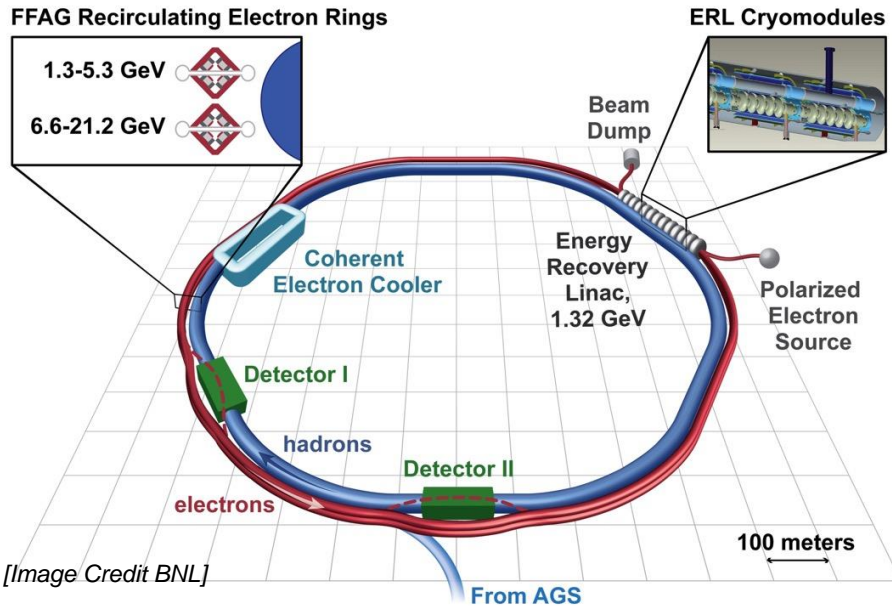 FFAG Recirculating Electron Rings
1.3-5.3 GeV
6.6-21.2 GeV
ERL Cryomodules
Beam
Dump
Energy
Recovery
Linac,
1.32 GeV
Polarized
Electron
Source
Coherent
Electron Cooler
Detector I
hadrons
Detector II
electrons
100 meters
[Image Credit BNL]
From AGS